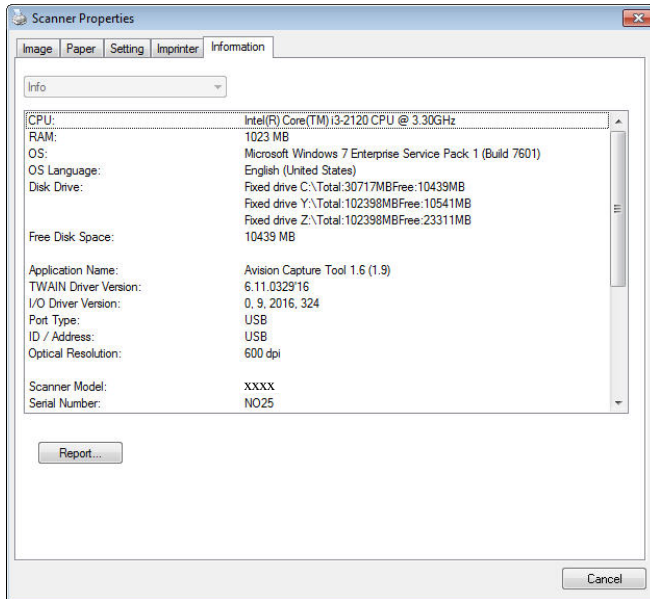 Scanner Properties
Image Paper Setting Imprinter Information
Info
CPU: Intel(R) Core(TM) i3-2120 CPU @ 3.30GHz
RAM: 1023 MB
OS: Microsoft Windows 7 Enterprise Service Pack 1 (Build 7601)
OS Language: English (United States)
Disk Drive: Fixed drive C:\Total:30717MBFree:10439MB
Fixed drive Y:\Total:102398MBFree:10541MB
Fixed drive Z:\Total:102398MBFree:23311MB
Free Disk Space: 10439 MB
Application Name: Avision Capture Tool 1.6 (1.9)
TWAIN Driver Version: 6.11.0329'16
I/O Driver Version: 0, 9, 2016, 324
Port Type: USB
ID / Address: USB
Optical Resolution: 600 dpi
Scanner Model: XXXX
Serial Number: NO25
Report...
Cancel